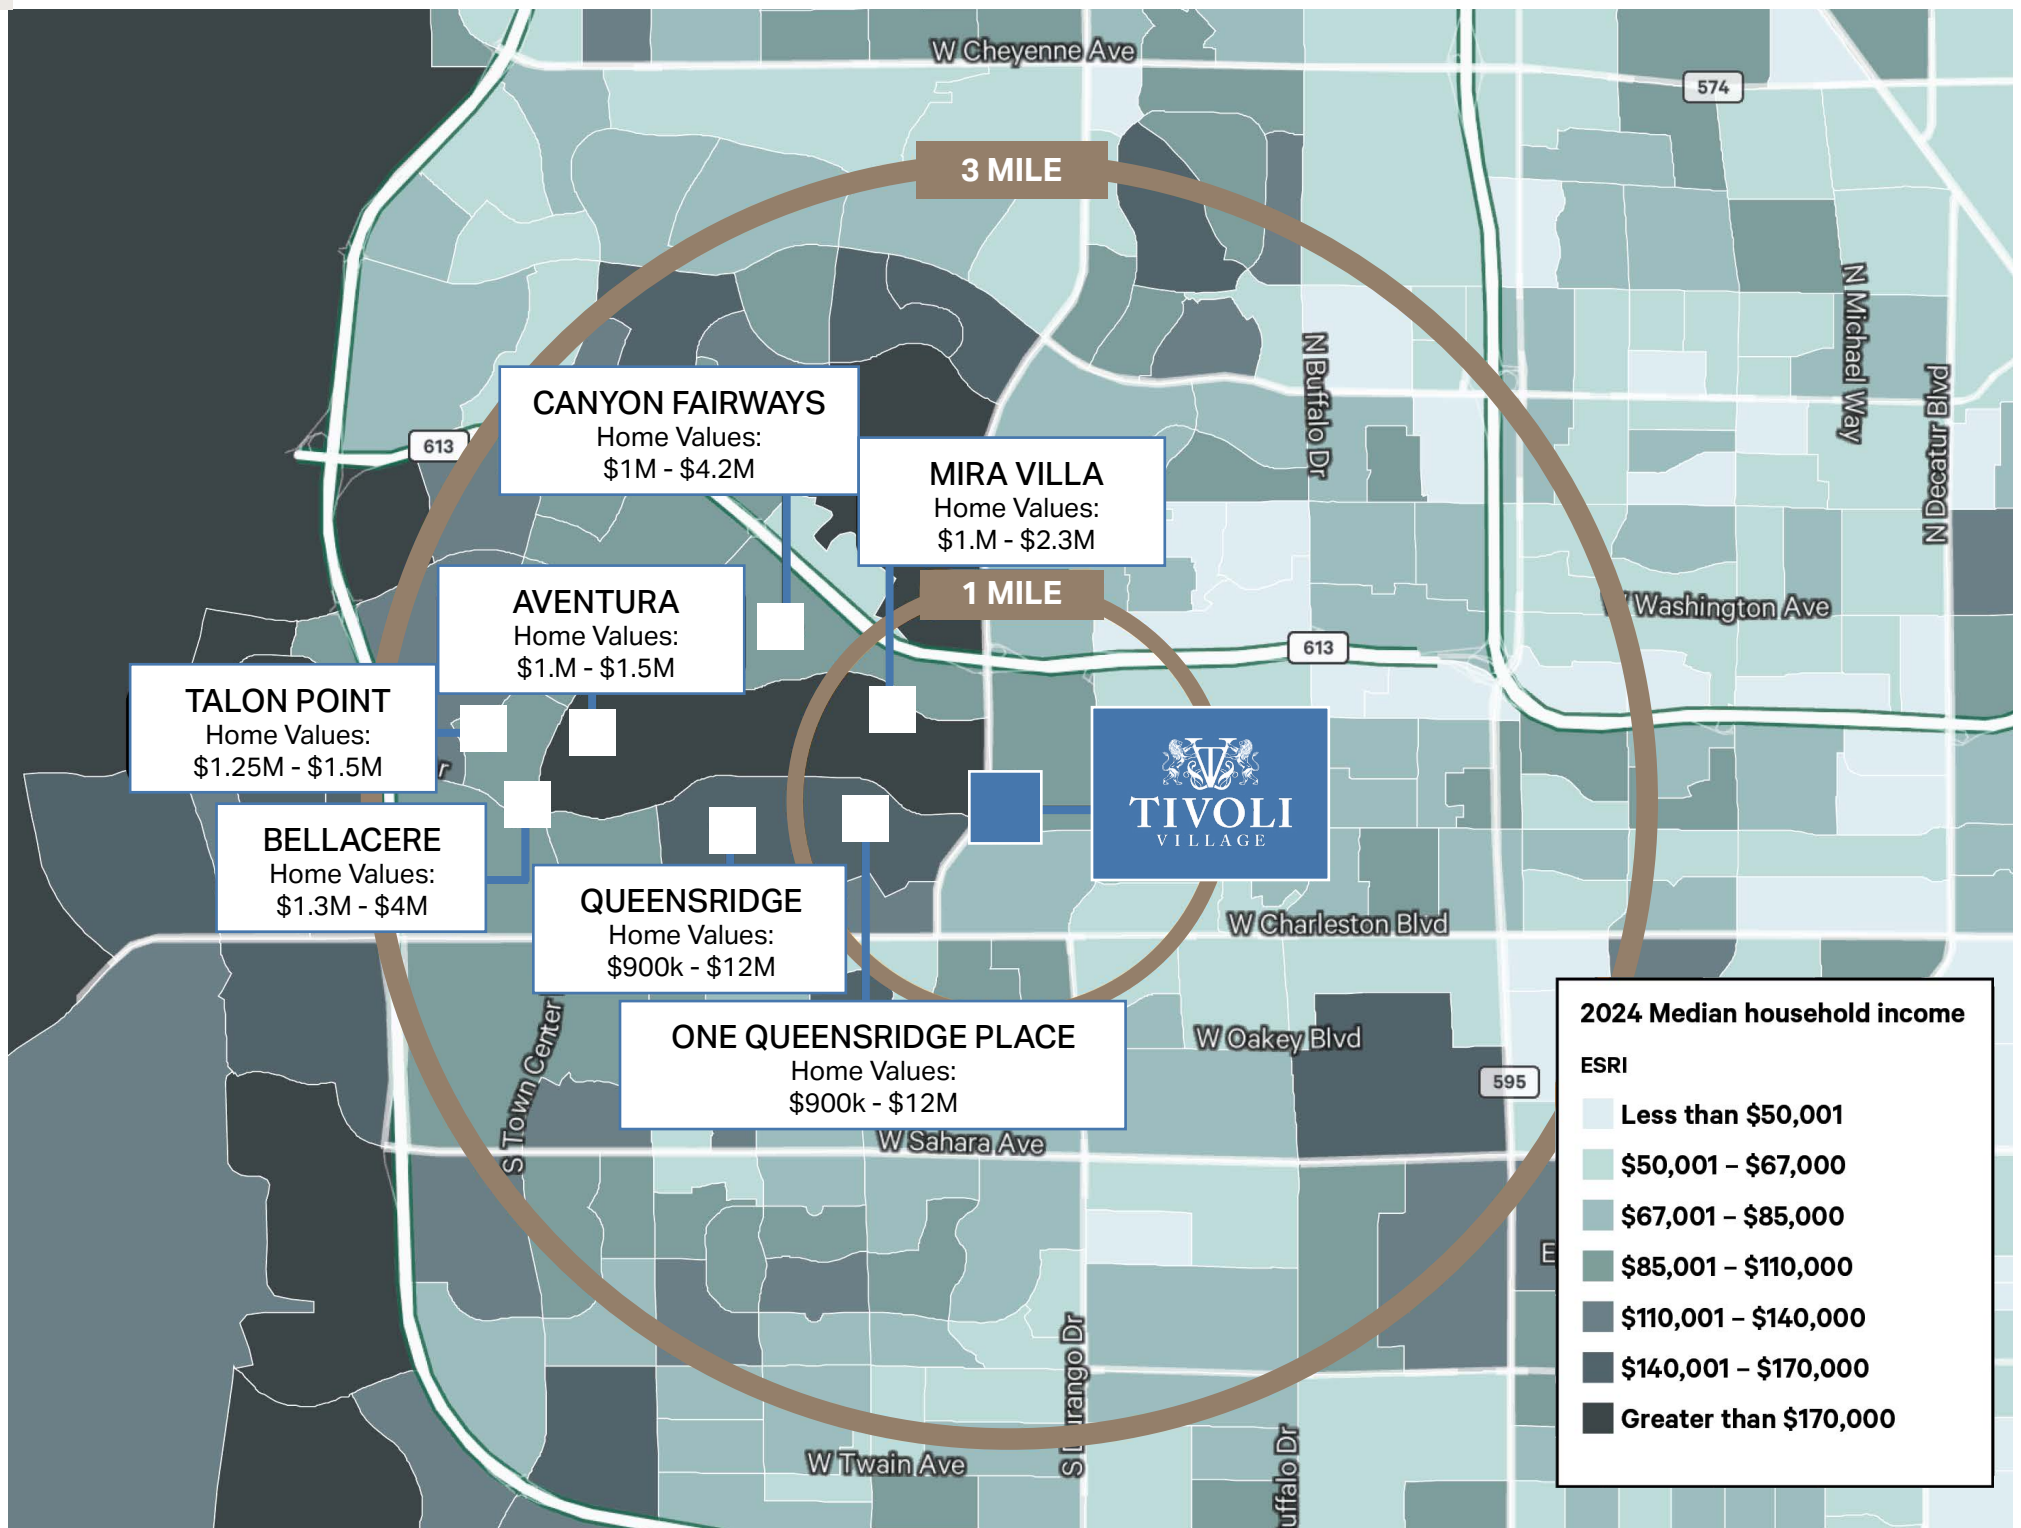 W Cheyenne Ave
574
3 MILE
N Michael Way
N Buffalo Dr
N Decatur Blvd
613
CANYON FAIRWAYS
Home Values:
$1M - $4.2M
MIRA VILLA
Home Values:
$1.M - $2.3M
1 MILE
AVENTURA
Home Values:
$1.M - $1.5M
Washington Ave
613
TALON POINT
Home Values:
$1.25M - $1.5M
r
TIVOLI
VILLAGE
BELLACERE
Home Values:
$1.3M - $4M
QUEENSRIDGE
Home Values:
$900k - $12M
W Charleston Blvd
ONE QUEENSRIDGE PLACE
Home Values:
$900k - $12M
S Town Center
W Oakey Blvd
595
W Sahara Ave
E
S Durango Dr
W Twain Ave
uffalo Dr
2024 Median household income
ESRI
Less than $50,001
$50,001 – $67,000
$67,001 – $85,000
$85,001 – $110,000
$110,001 – $140,000
$140,001 – $170,000
Greater than $170,000